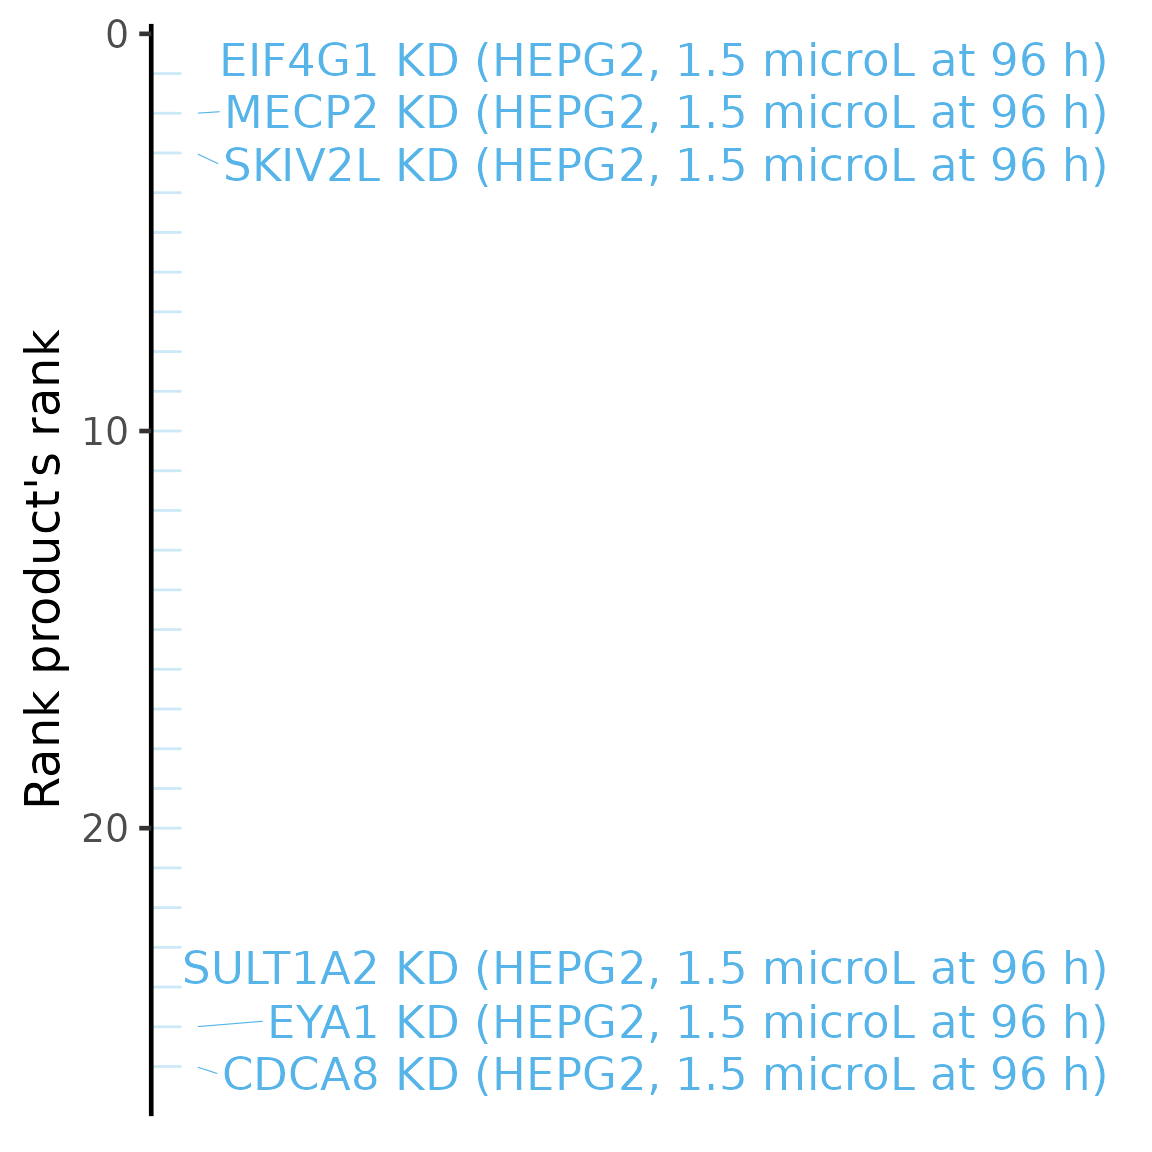 0
EIF4G1 KD (HEPG2, 1.5 microL at 96 h)
MECP2 KD (HEPG2, 1.5 microL at 96 h)
SKIV2L KD (HEPG2, 1.5 microL at 96 h)
Rank product's rank
10
20
SULT1A2 KD (HEPG2, 1.5 microL at 96 h)
EYA1 KD (HEPG2, 1.5 microL at 96 h)
CDCA8 KD (HEPG2, 1.5 microL at 96 h)